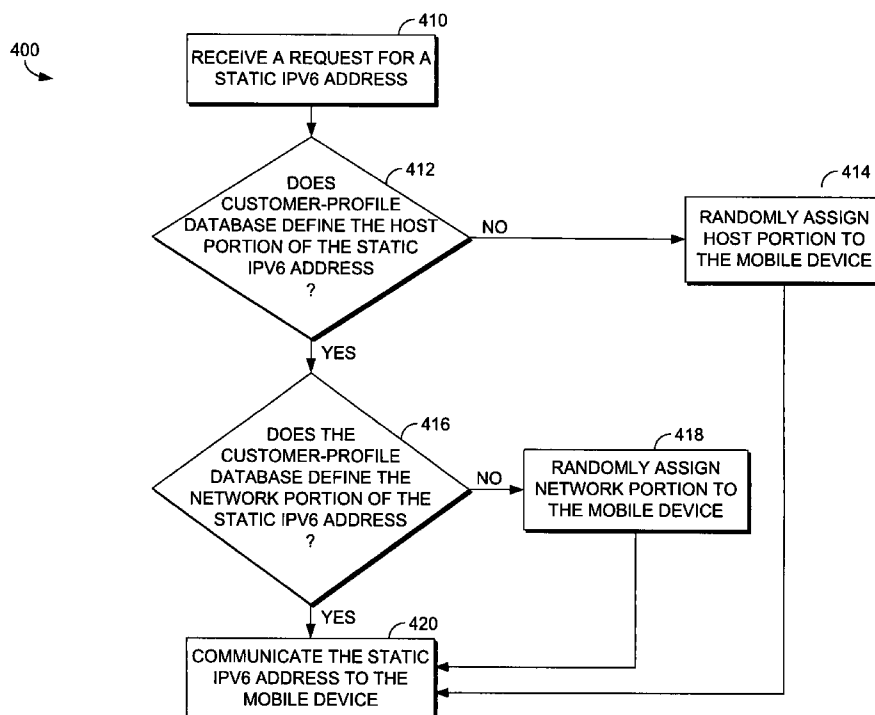 410
RECEIVE A REQUEST FOR A
STATIC IPV6 ADDRESS
400
412
DOES
CUSTOMER-PROFILE
DATABASE DEFINE THE HOST
PORTION OF THE STATIC
IPV6 ADDRESS
?
NO
414
RANDOMLY ASSIGN
HOST PORTION TO
THE MOBILE DEVICE
YES
416
DOES THE
CUSTOMER-PROFILE
DATABASE DEFINE THE
NETWORK PORTION OF THE
STATIC IPV6 ADDRESS
?
NO
418
RANDOMLY ASSIGN
NETWORK PORTION TO
THE MOBILE DEVICE
YES
420
COMMUNICATE THE STATIC
IPV6 ADDRESS TO THE
MOBILE DEVICE